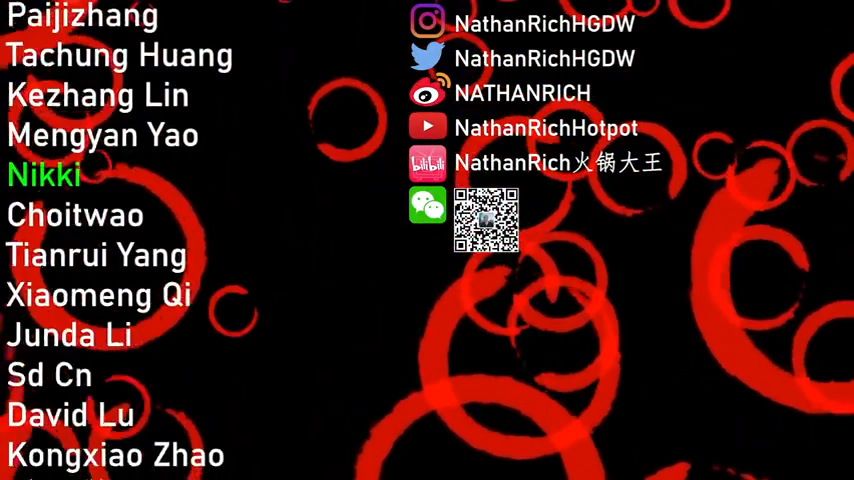 Paijizhang
Tachung Huang
Kezhang Lin
Mengyan Yao
Nikki
Choitwao
Tianrui Yang
Xiaomeng Qi
Junda Li
Sd Cn
David Lu
Kongxiao Zhao
NathanRichHGDW
NathanRichHGDW
NATHANRICH
NathanRichHotpot
bilibili NathanRich火锅大王